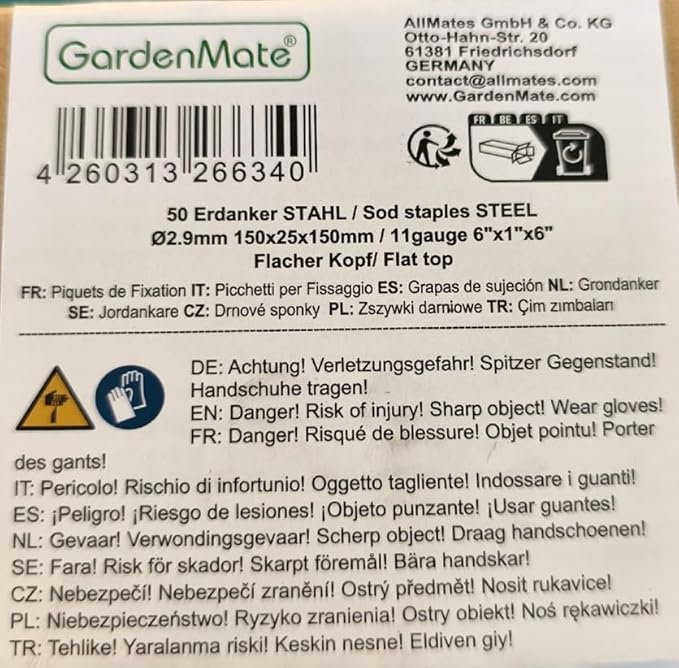 GardenMate®
AllMates GmbH & Co. KG
Otto-Hahn-Str. 20
61381 Friedrichsdorf
GERMANY
contact@allmates.com
www.GardenMate.com
FR BE ES IT
4 260313 266340
50 Erdanker STAHL / Sod staples STEEL
Ø2.9mm 150x25x150mm / 11gauge 6"x1"x6"
Flacher Kopf/ Flat top
FR: Piquets de Fixation IT: Picchetti per Fissaggio ES: Grapas de sujeción NL: Grondanker
SE: Jordankare CZ: Drnové sponky PL: Zszywki darniowe TR: Çim zımbaları
DE: Achtung! Verletzungsgefahr! Spitzer Gegenstand!
Handschuhe tragen!
EN: Danger! Risk of injury! Sharp object! Wear gloves!
FR: Danger! Risqué de blessure! Objet pointu! Porter
des gants!
IT: Pericolo! Rischio di infortunio! Oggetto tagliente! Indossare i guanti!
ES: ¡Peligro! ¡Riesgo de lesiones! ¡Objeto punzante! ¡Usar guantes!
NL: Gevaar! Verwondingsgevaar! Scherp object! Draag handschoenen!
SE: Fara! Risk för skador! Skarpt föremål! Bära handskar!
CZ: Nebezpečí! Nebezpečí zranění! Ostrý předmět! Nosit rukavice!
PL: Niebezpieczeństwo! Ryzyko zranienia! Ostry obiekt! Noś rękawiczki!
TR: Tehlike! Yaralanma riski! Keskin nesne! Eldiven giy!